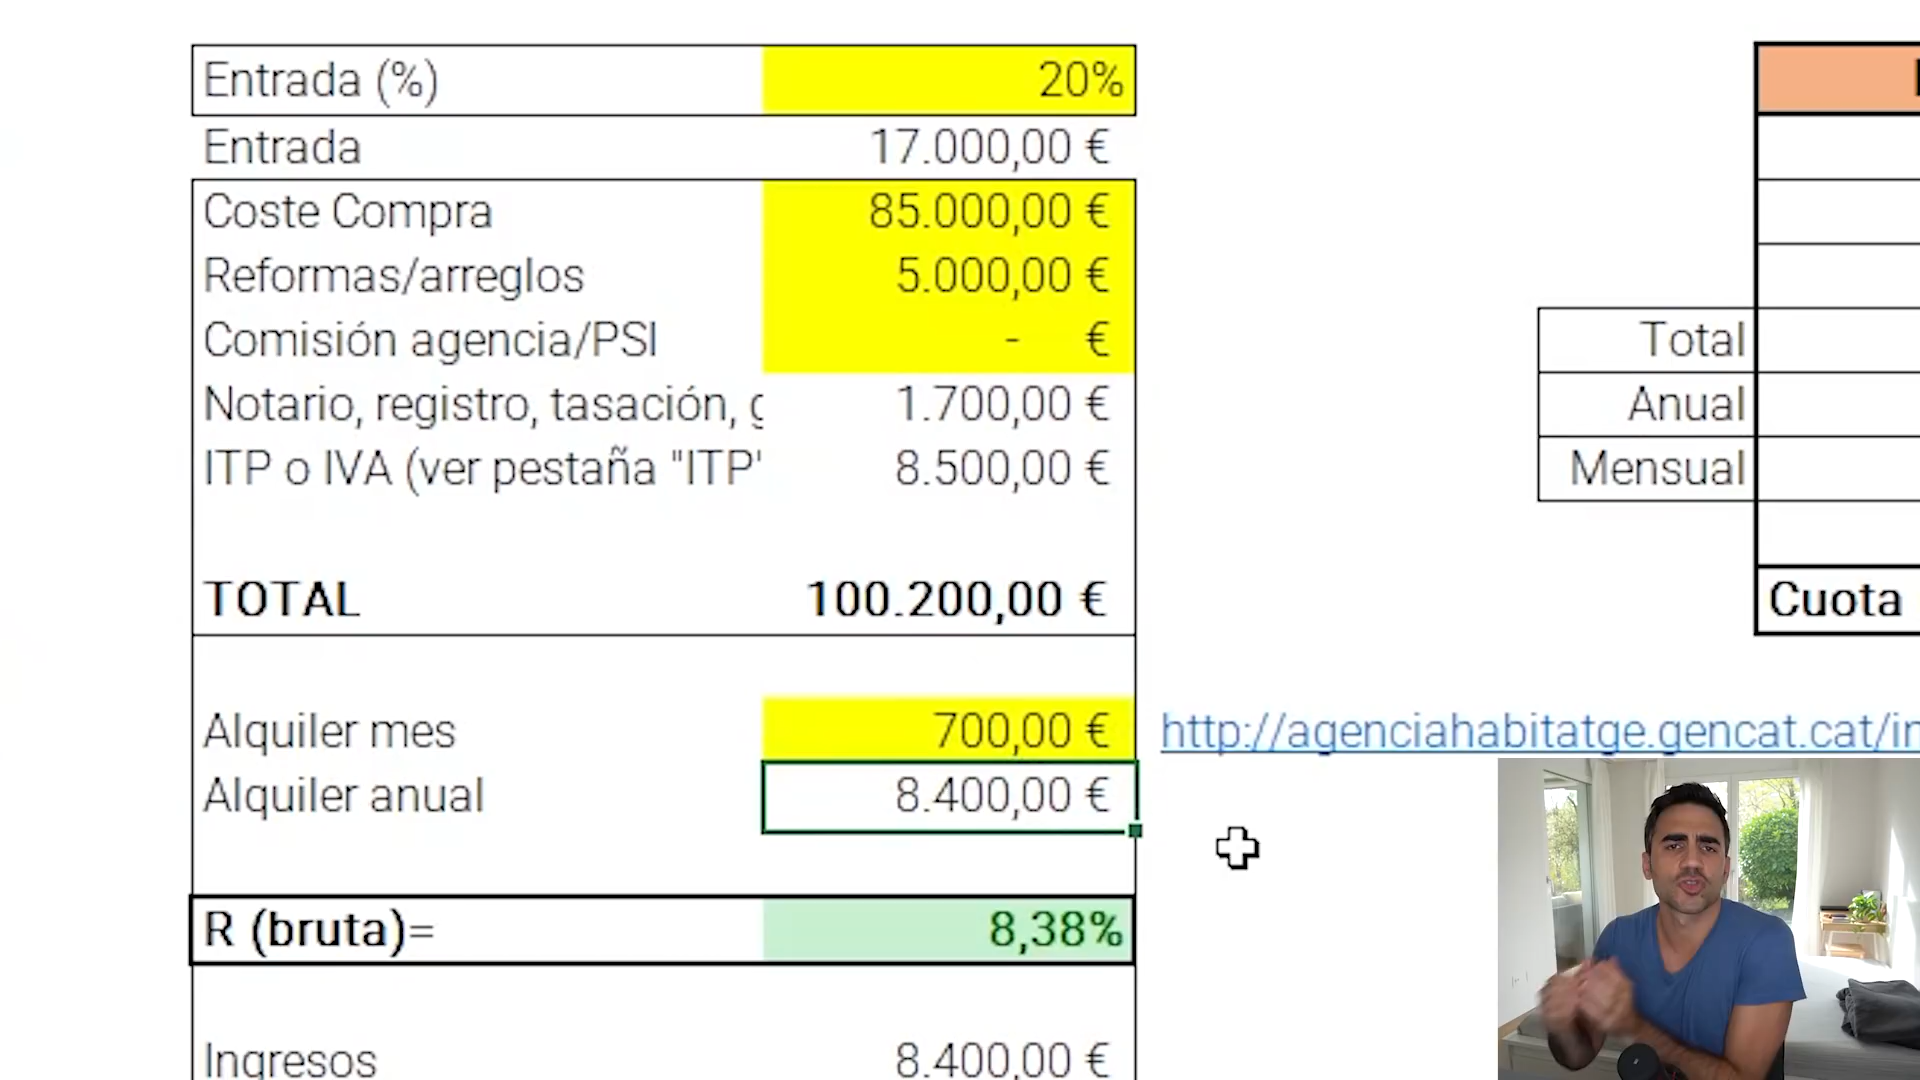 Entrada (%) 20%
Entrada 17.000,00 €
Coste Compra 85.000,00 €
Reformas/arreglos 5.000,00 €
Comisión agencia/PSI - €
Notario, registro, tasación, 1.700,00 €
ITP o IVA (ver pestaña "ITP" 8.500,00 €
TOTAL 100.200,00 €
Alquiler mes 700,00 € http://agenciahabitatge.gencat.cat/in
Alquiler anual 8.400,00 €
R (bruta)= 8,38%
Ingresos 8.400,00 €
Total
Anual
Mensual
Cuota